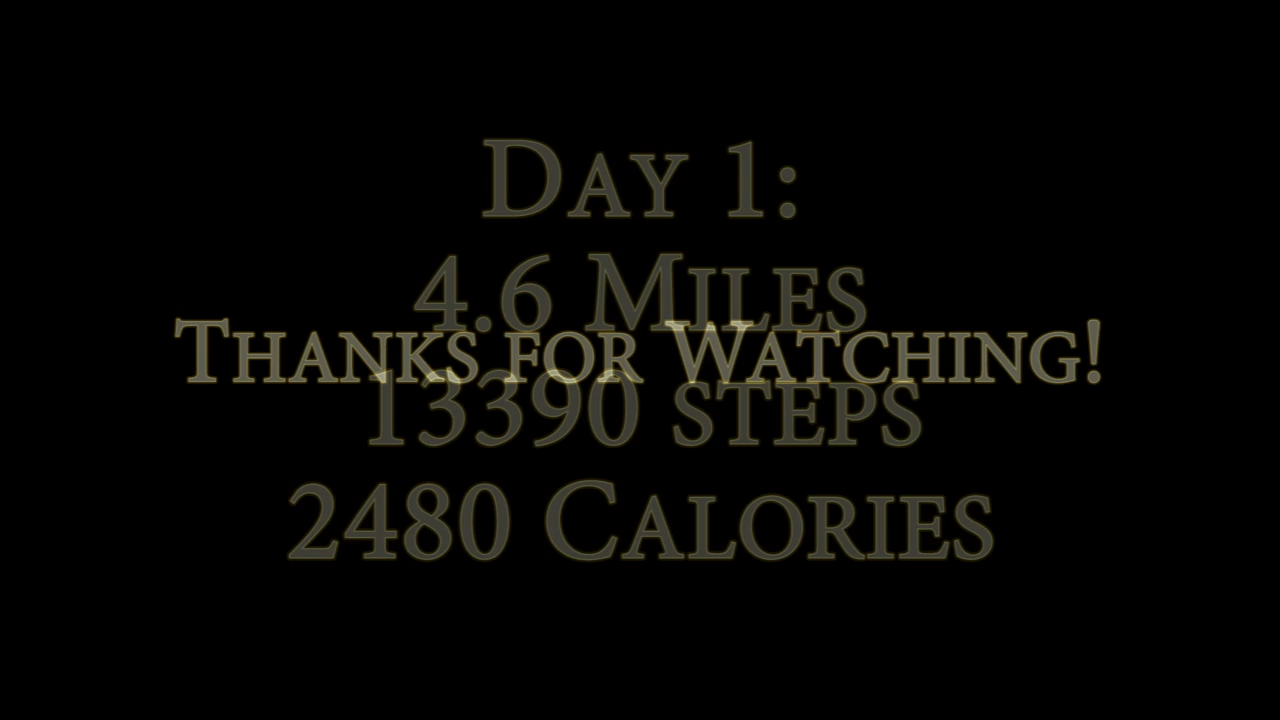 Day 1:
4.6 Miles
Thanks for Watching!
13390 steps
2480 Calories